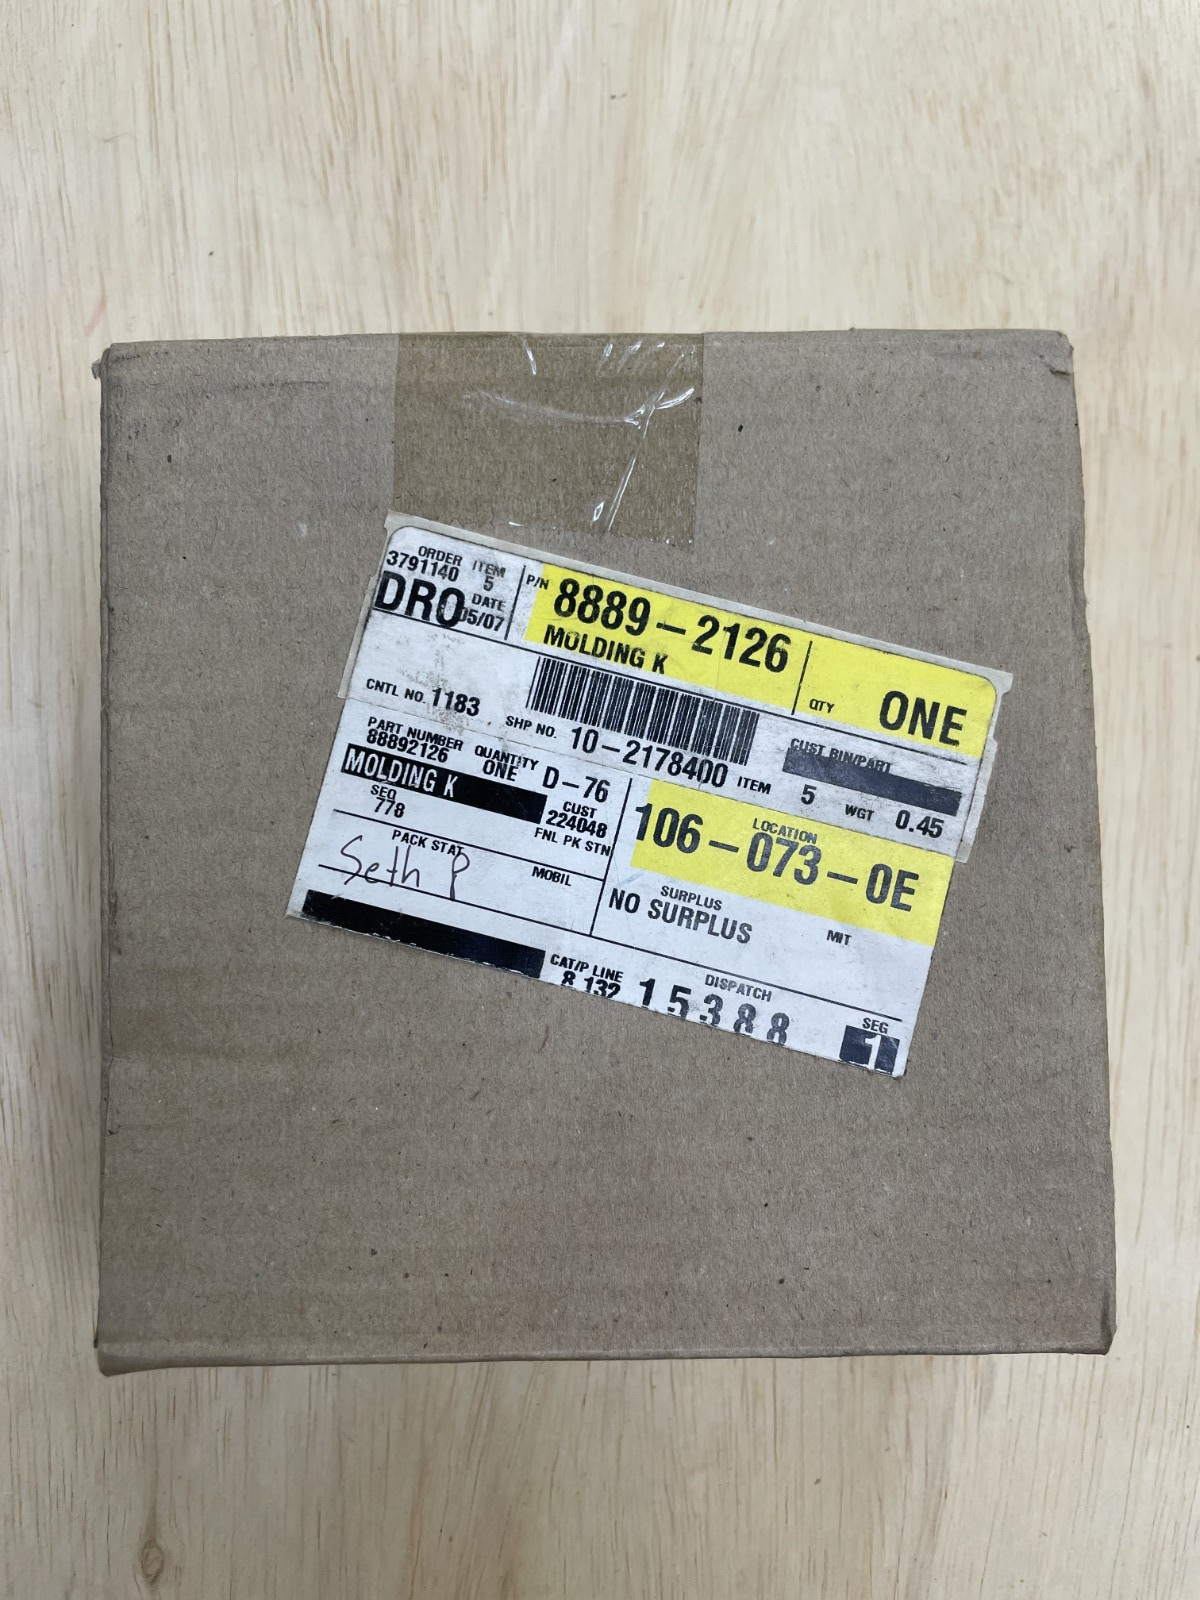 ORDER ITEM
3791140 5
DRO DATE
05/07
P/N 8889-2126
MOLDING K
QTY ONE
CNTL NO. 1183
SHP NO. 10-2178400 ITEM 5 WGT 0.45
CUST BIN/PART
PART NUMBER QUANTITY
88892126 ONE D-76
MOLDING K
CUST
SEQ 224048
778 FNL PK STN
PACK STAT MOBIL
Seth P
LOCATION
106-073-0E
SURPLUS
NO SURPLUS MIT
CAT/P LINE DISPATCH SEG
8 132 15388 1